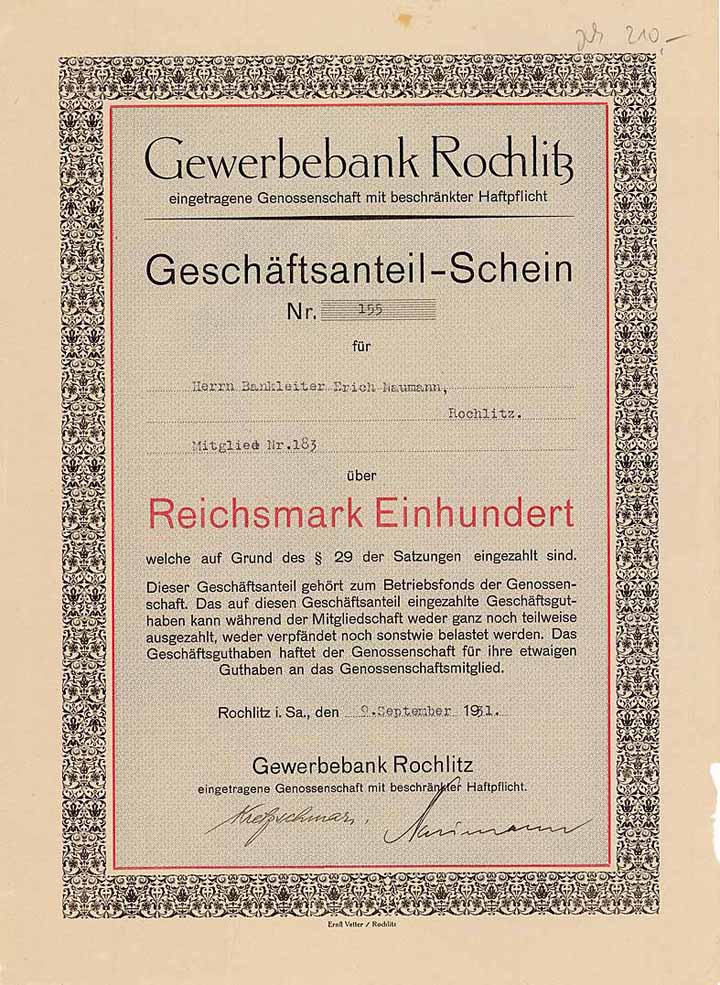 210,-
Gewerbebank Rochlitz
eingetragene Genossenschaft mit beschränkter Haftpflicht
Geschäftsanteil-Schein
Nr. 155
für
Herrn Bankleiter Erich Naumann,
Rochlitz.
Mitglied Nr.183
über
Reichsmark Einhundert
welche auf Grund des § 29 der Satzungen eingezahlt sind.
Dieser Geschäftsanteil gehört zum Betriebsfonds der Genossen-
schaft. Das auf diesen Geschäftsanteil eingezahlte Geschäftsgut-
haben kann während der Mitgliedschaft weder ganz noch teilweise
ausgezahlt, weder verpfändet noch sonstwie belastet werden. Das
Geschäftsguthaben haftet der Genossenschaft für ihre etwaigen
Guthaben an das Genossenschaftsmitglied.
Rochlitz i. Sa., den 9.September 1931.
Gewerbebank Rochlitz
eingetragene Genossenschaft mit beschränkter Haftpflicht.
Kretzschmar. Naumann
Ernst Vetter / Rochlitz